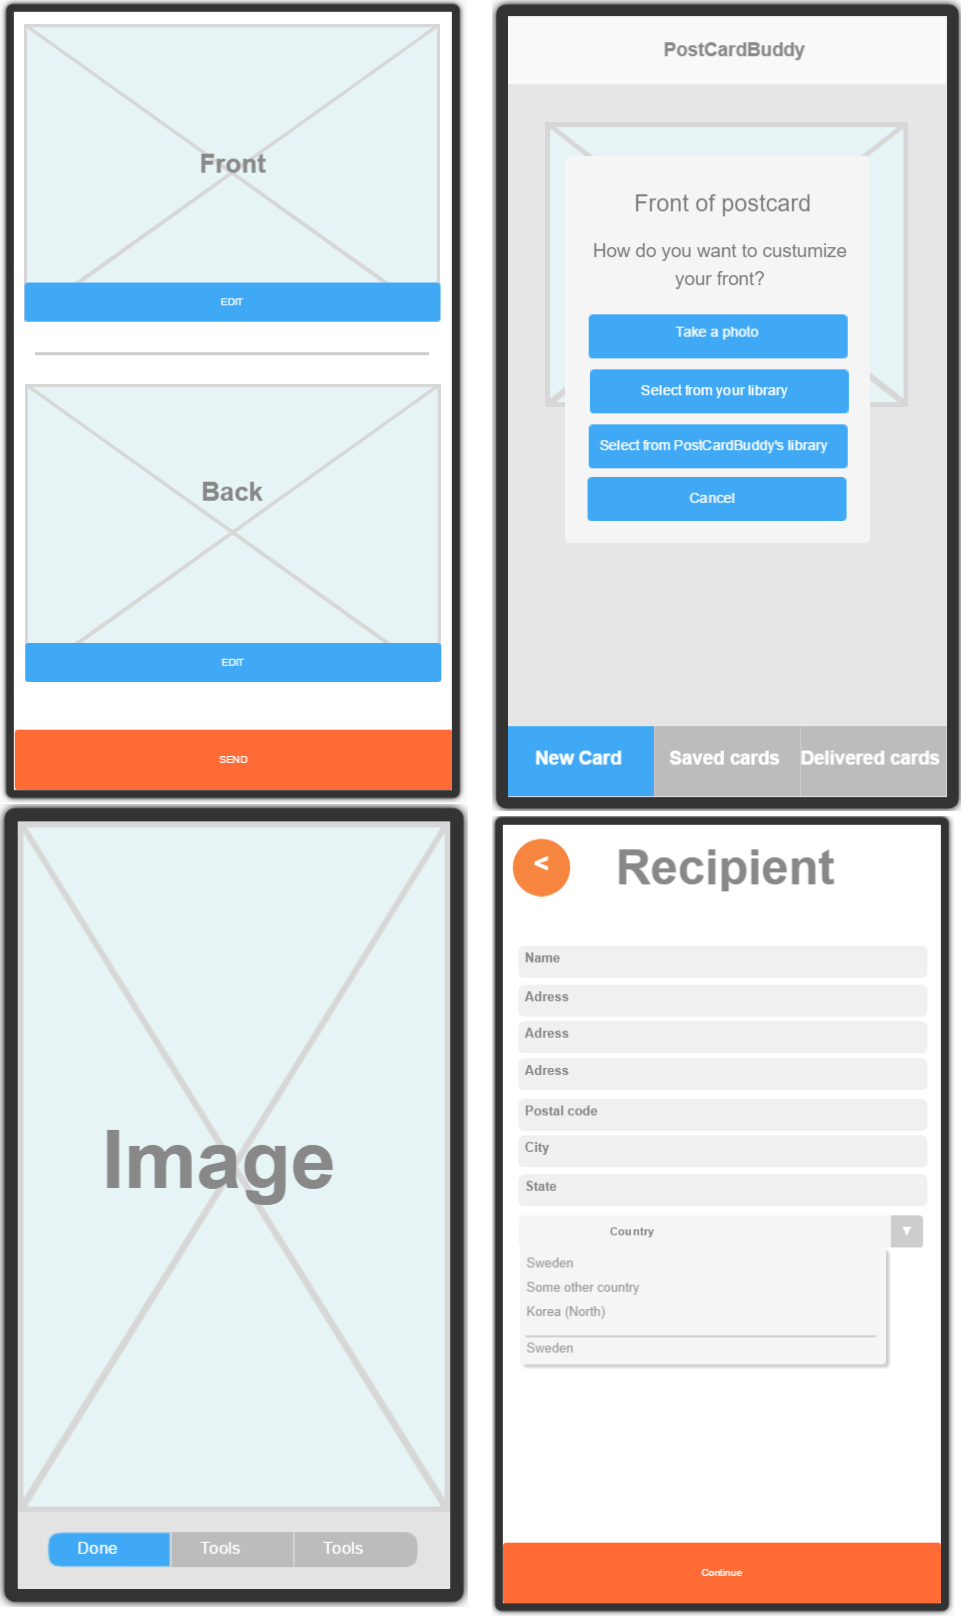 Front
EDIT
Back
EDIT
SEND
PostCardBuddy
Front of postcard
How do you want to custumize
your front?
Take a photo
Select from your library
Select from PostCardBuddy's library
Cancel
New Card
Saved cards
Delivered cards
Image
Done
Tools
Tools
<
Recipient
Name
Adress
Adress
Adress
Postal code
City
State
Country
Sweden
Some other country
Korea (North)
Sweden
Continue